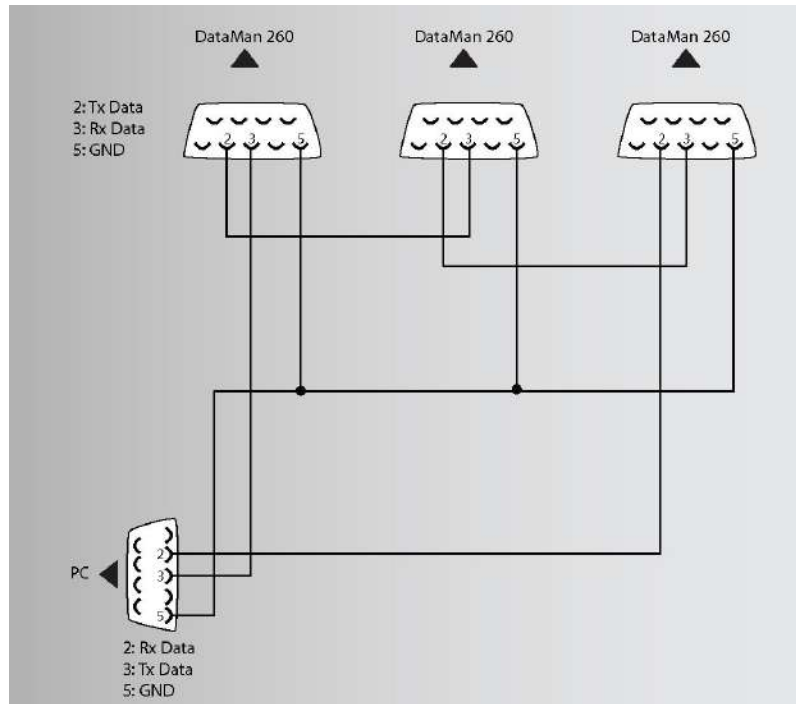 DataMan 260
DataMan 260
DataMan 260
2: Tx Data
3: Rx Data
5: GND
2 3 5
2 3 5
2 3 5
2
PC
3
5
2: Rx Data
3: Tx Data
5: GND